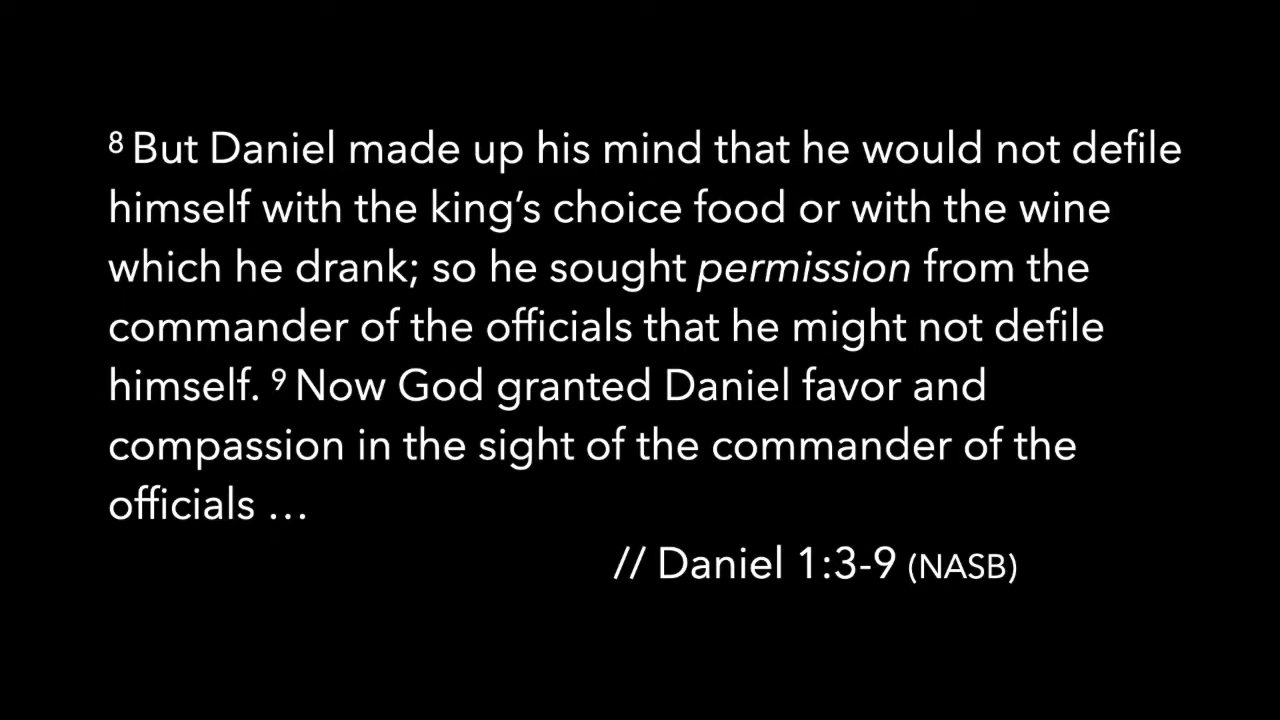 ⁸ But Daniel made up his mind that he would not defile
himself with the king’s choice food or with the wine
which he drank; so he sought permission from the
commander of the officials that he might not defile
himself. ⁹ Now God granted Daniel favor and
compassion in the sight of the commander of the
officials …
// Daniel 1:3-9 (NASB)